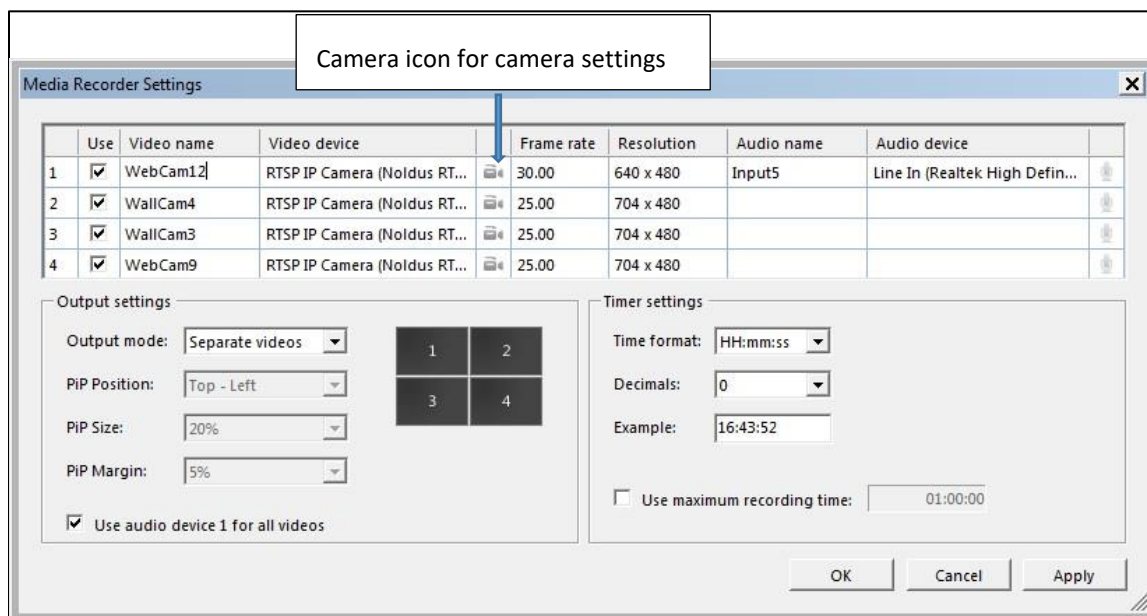 Camera icon for camera settings
Media Recorder Settings
Use Video name Video device Frame rate Resolution Audio name Audio device
1 WebCam12 RTSP IP Camera (Noldus RT... 30.00 640 x 480 Input5 Line In (Realtek High Defin...
2 WallCam4 RTSP IP Camera (Noldus RT... 25.00 704 x 480
3 WallCam3 RTSP IP Camera (Noldus RT... 25.00 704 x 480
4 WebCam9 RTSP IP Camera (Noldus RT... 25.00 704 x 480
Output settings
Output mode: Separate videos
PiP Position: Top - Left
PiP Size: 20%
PiP Margin: 5%
Use audio device 1 for all videos
1 2
3 4
Timer settings
Time format: HH:mm:ss
Decimals: 0
Example: 16:43:52
Use maximum recording time: 01:00:00
OK Cancel Apply